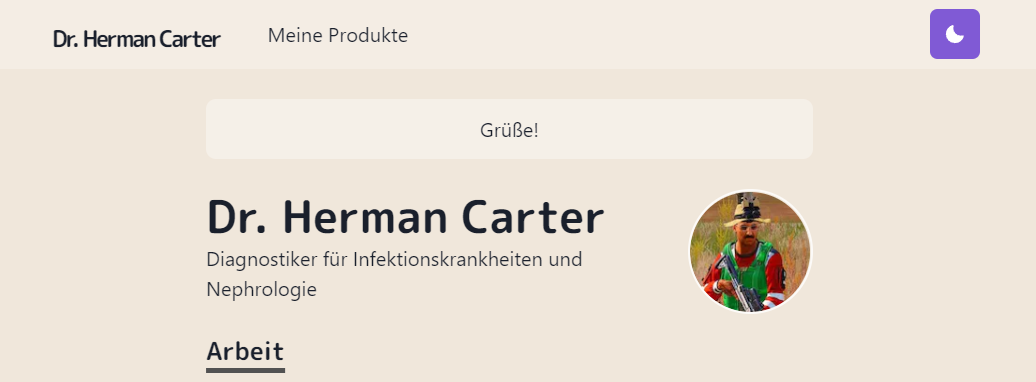 Dr. Herman Carter
Meine Produkte
Grüße!
Dr. Herman Carter
Diagnostiker für Infektionskrankheiten und
Nephrologie
Arbeit